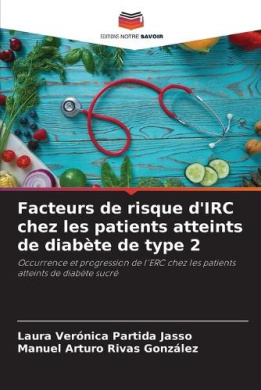 EDITIONS NOTRE SAVOIR
Facteurs de risque d'IRC
chez les patients atteints
de diabète de type 2
Occurrence et progression de l'ERC chez les patients
atteints de diabète sucré
Laura Verónica Partida Jasso
Manuel Arturo Rivas González